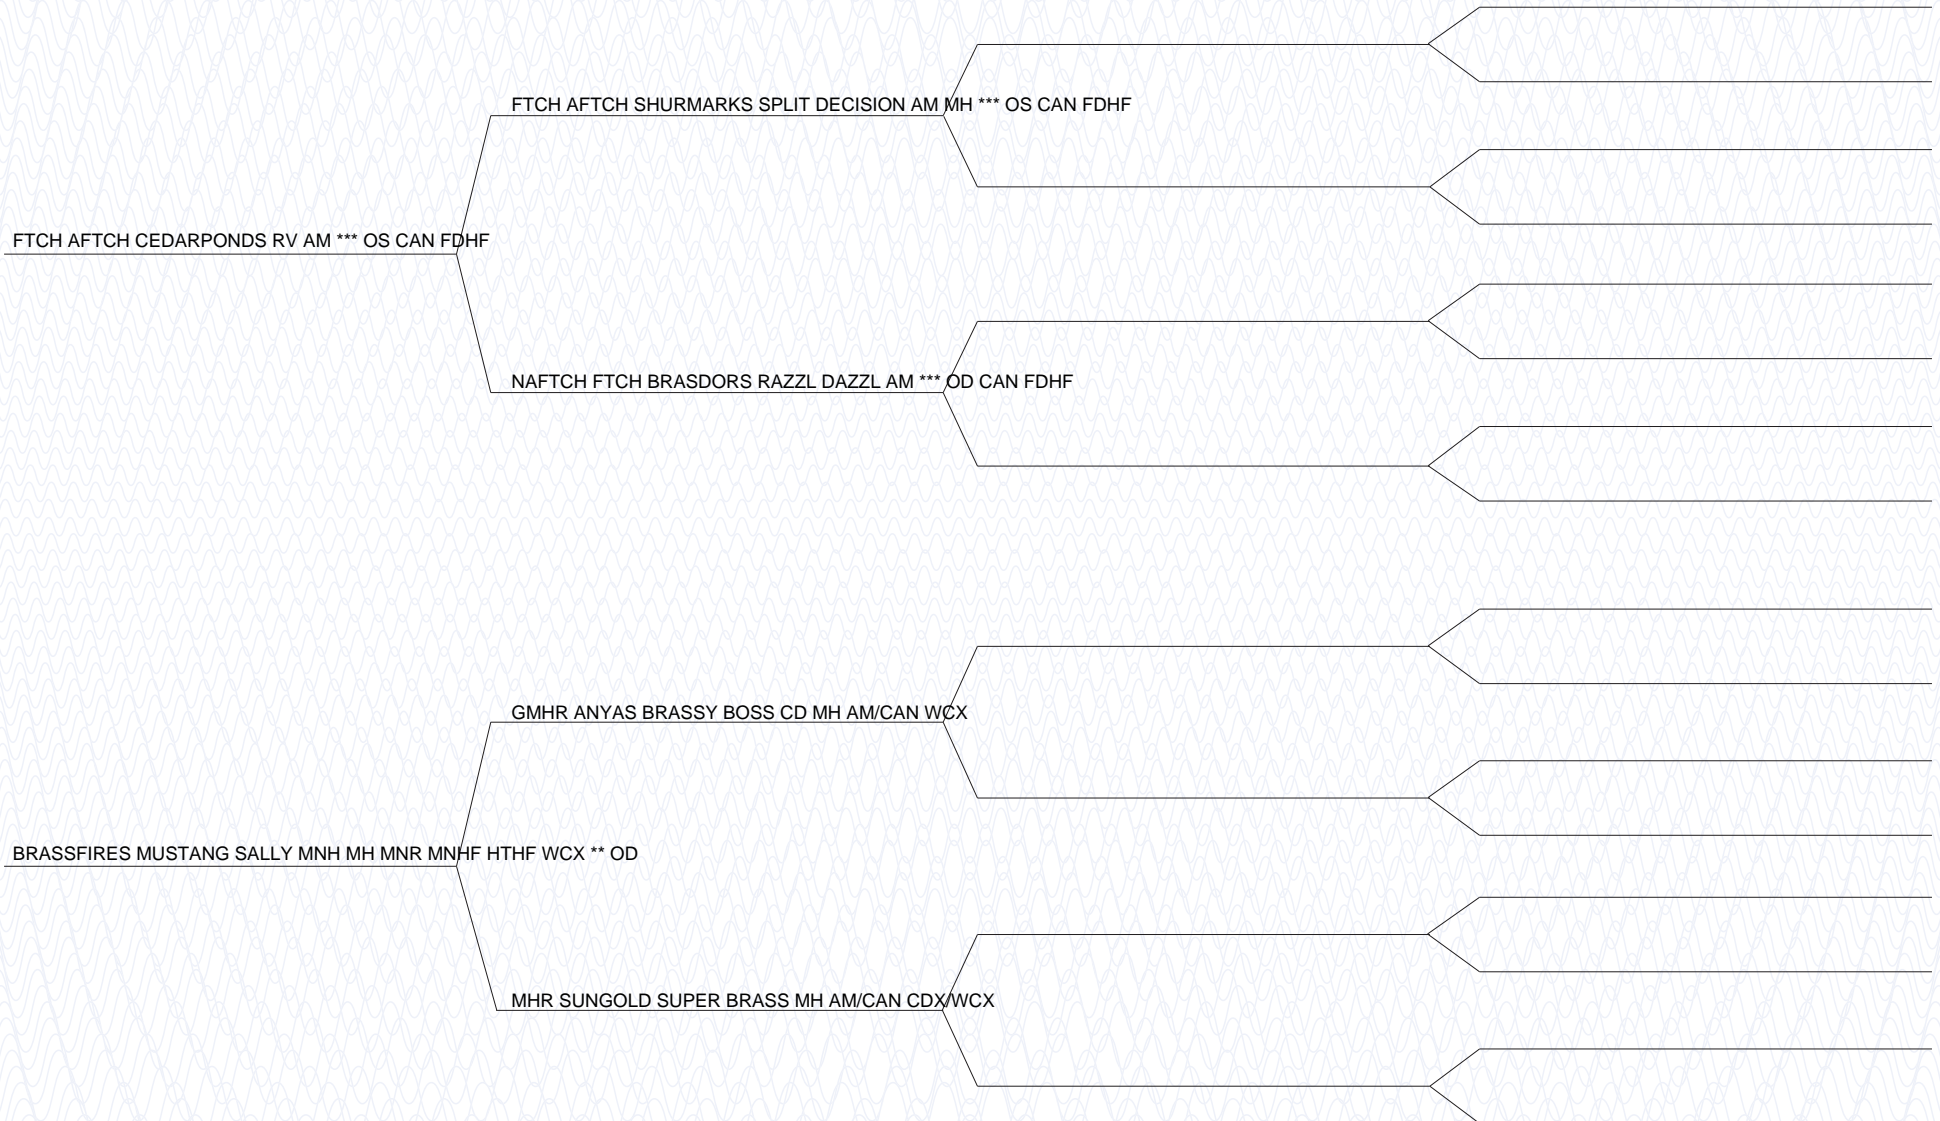 FTCH AFTCH SHURMARKS SPLIT DECISION AM MH *** OS CAN FDHF
FTCH AFTCH CEDARPONDS RV AM *** OS CAN FDHF
NAFTCH FTCH BRASDORS RAZZL DAZZL AM *** OD CAN FDHF
GMHR ANYAS BRASSY BOSS CD MH AM/CAN WCX
BRASSFIRES MUSTANG SALLY MNH MH MNR MNHF HTHF WCX ** OD
MHR SUNGOLD SUPER BRASS MH AM/CAN CDX/WCX